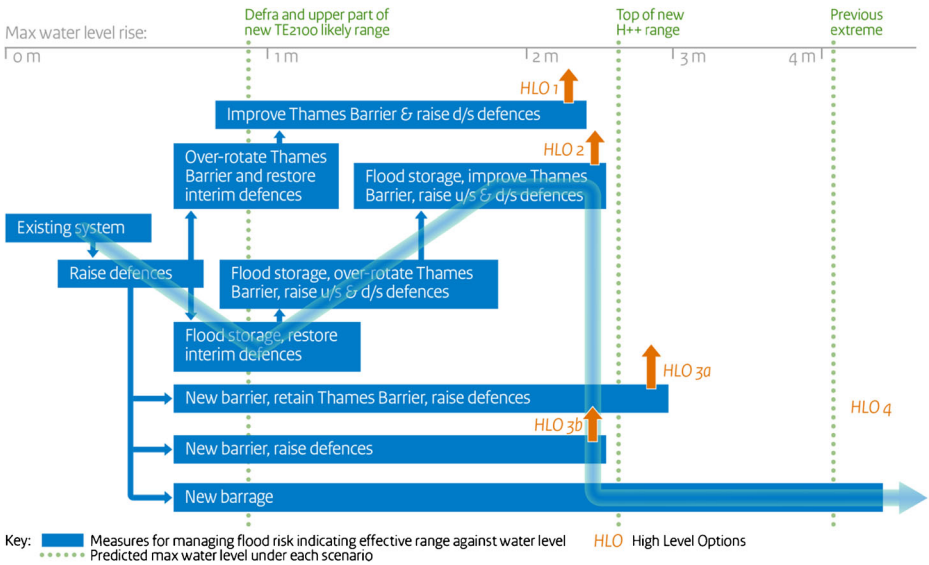 Defra and upper part of
new TE2100 likely range
Top of new
H++ range
Previous
extreme
Max water level rise:
0 m
1 m
2 m
3 m
4 m
HLO 1
Improve Thames Barrier & raise d/s defences
HLO 2
Over-rotate Thames
Barrier and restore
interim defences
Flood storage, improve Thames
Barrier, raise u/s & d/s defences
Existing system
Raise defences
Flood storage, over-rotate Thames
Barrier, raise u/s & d/s defences
Flood storage, restore
interim defences
HLO 3a
New barrier, retain Thames Barrier, raise defences
HLO 4
HLO 3b
New barrier, raise defences
New barrage
Key:
Measures for managing flood risk indicating effective range against water level
HLO High Level Options
Predicted max water level under each scenario